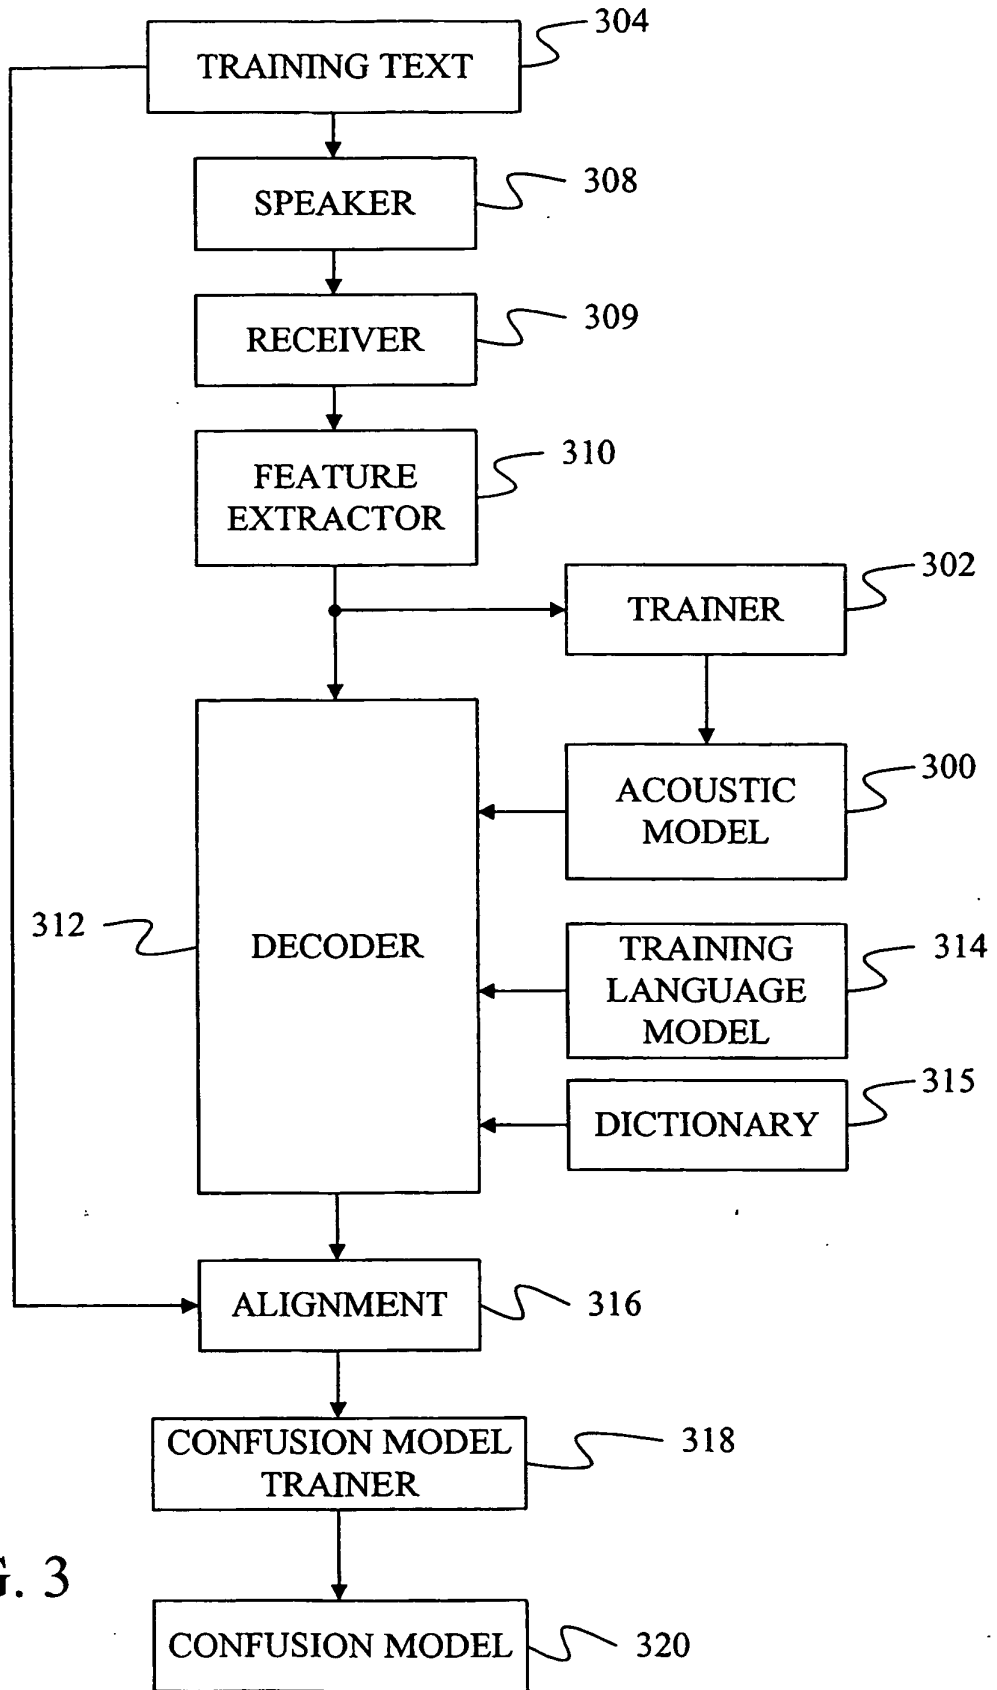 304
TRAINING TEXT
308
SPEAKER
309
RECEIVER
310
FEATURE
EXTRACTOR
302
TRAINER
300
ACOUSTIC
MODEL
312
DECODER
314
TRAINING
LANGUAGE
MODEL
315
DICTIONARY
ALIGNMENT
316
CONFUSION MODEL
TRAINER
318
G. 3
CONFUSION MODEL
320